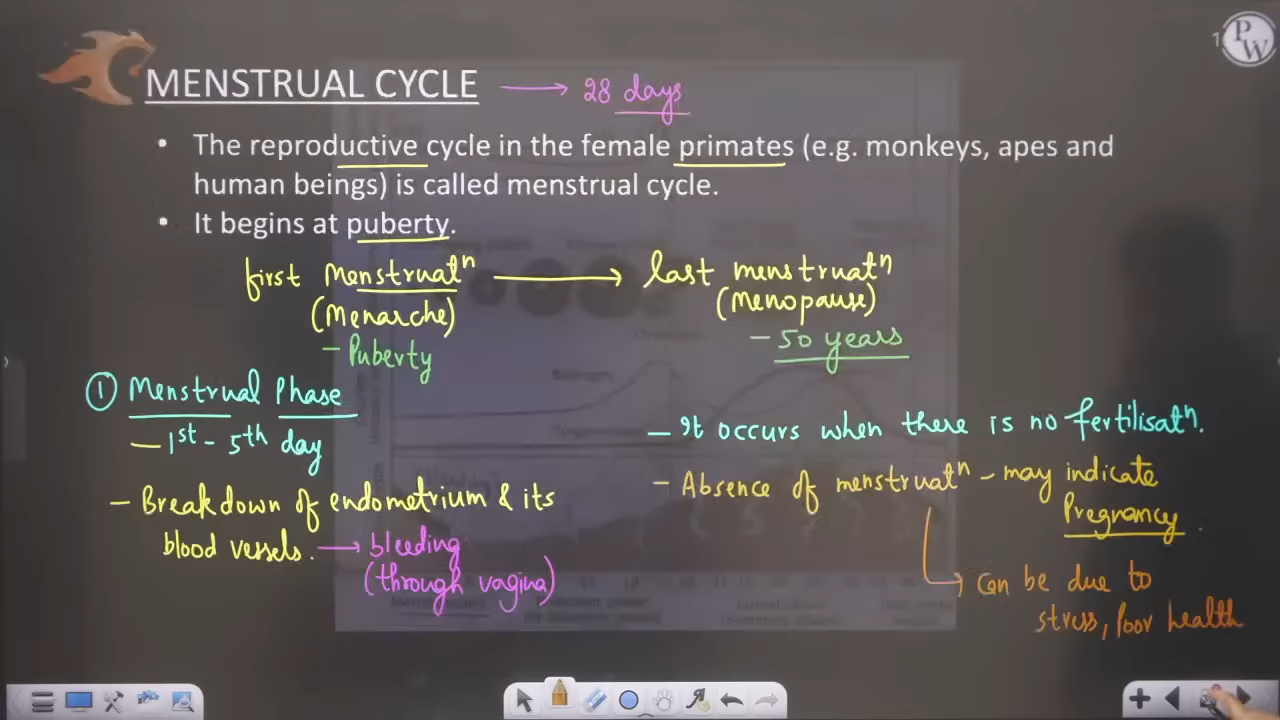 PW
MENSTRUAL CYCLE → 28 days
• The reproductive cycle in the female primates (e.g. monkeys, apes and
human beings) is called menstrual cycle.
• It begins at puberty.
first Menstruatⁿ → last menstruatⁿ
(Menarche) (Menopause)
- Puberty - 50 years
① Menstrual Phase
- 1st - 5th day
- Breakdown of endometrium & its
blood vessels. → bleeding
(through vagina)
- It occurs when there is no fertilisatⁿ.
- Absence of menstruatⁿ - may indicate
Pregnancy
can be due to
stress, Poor health